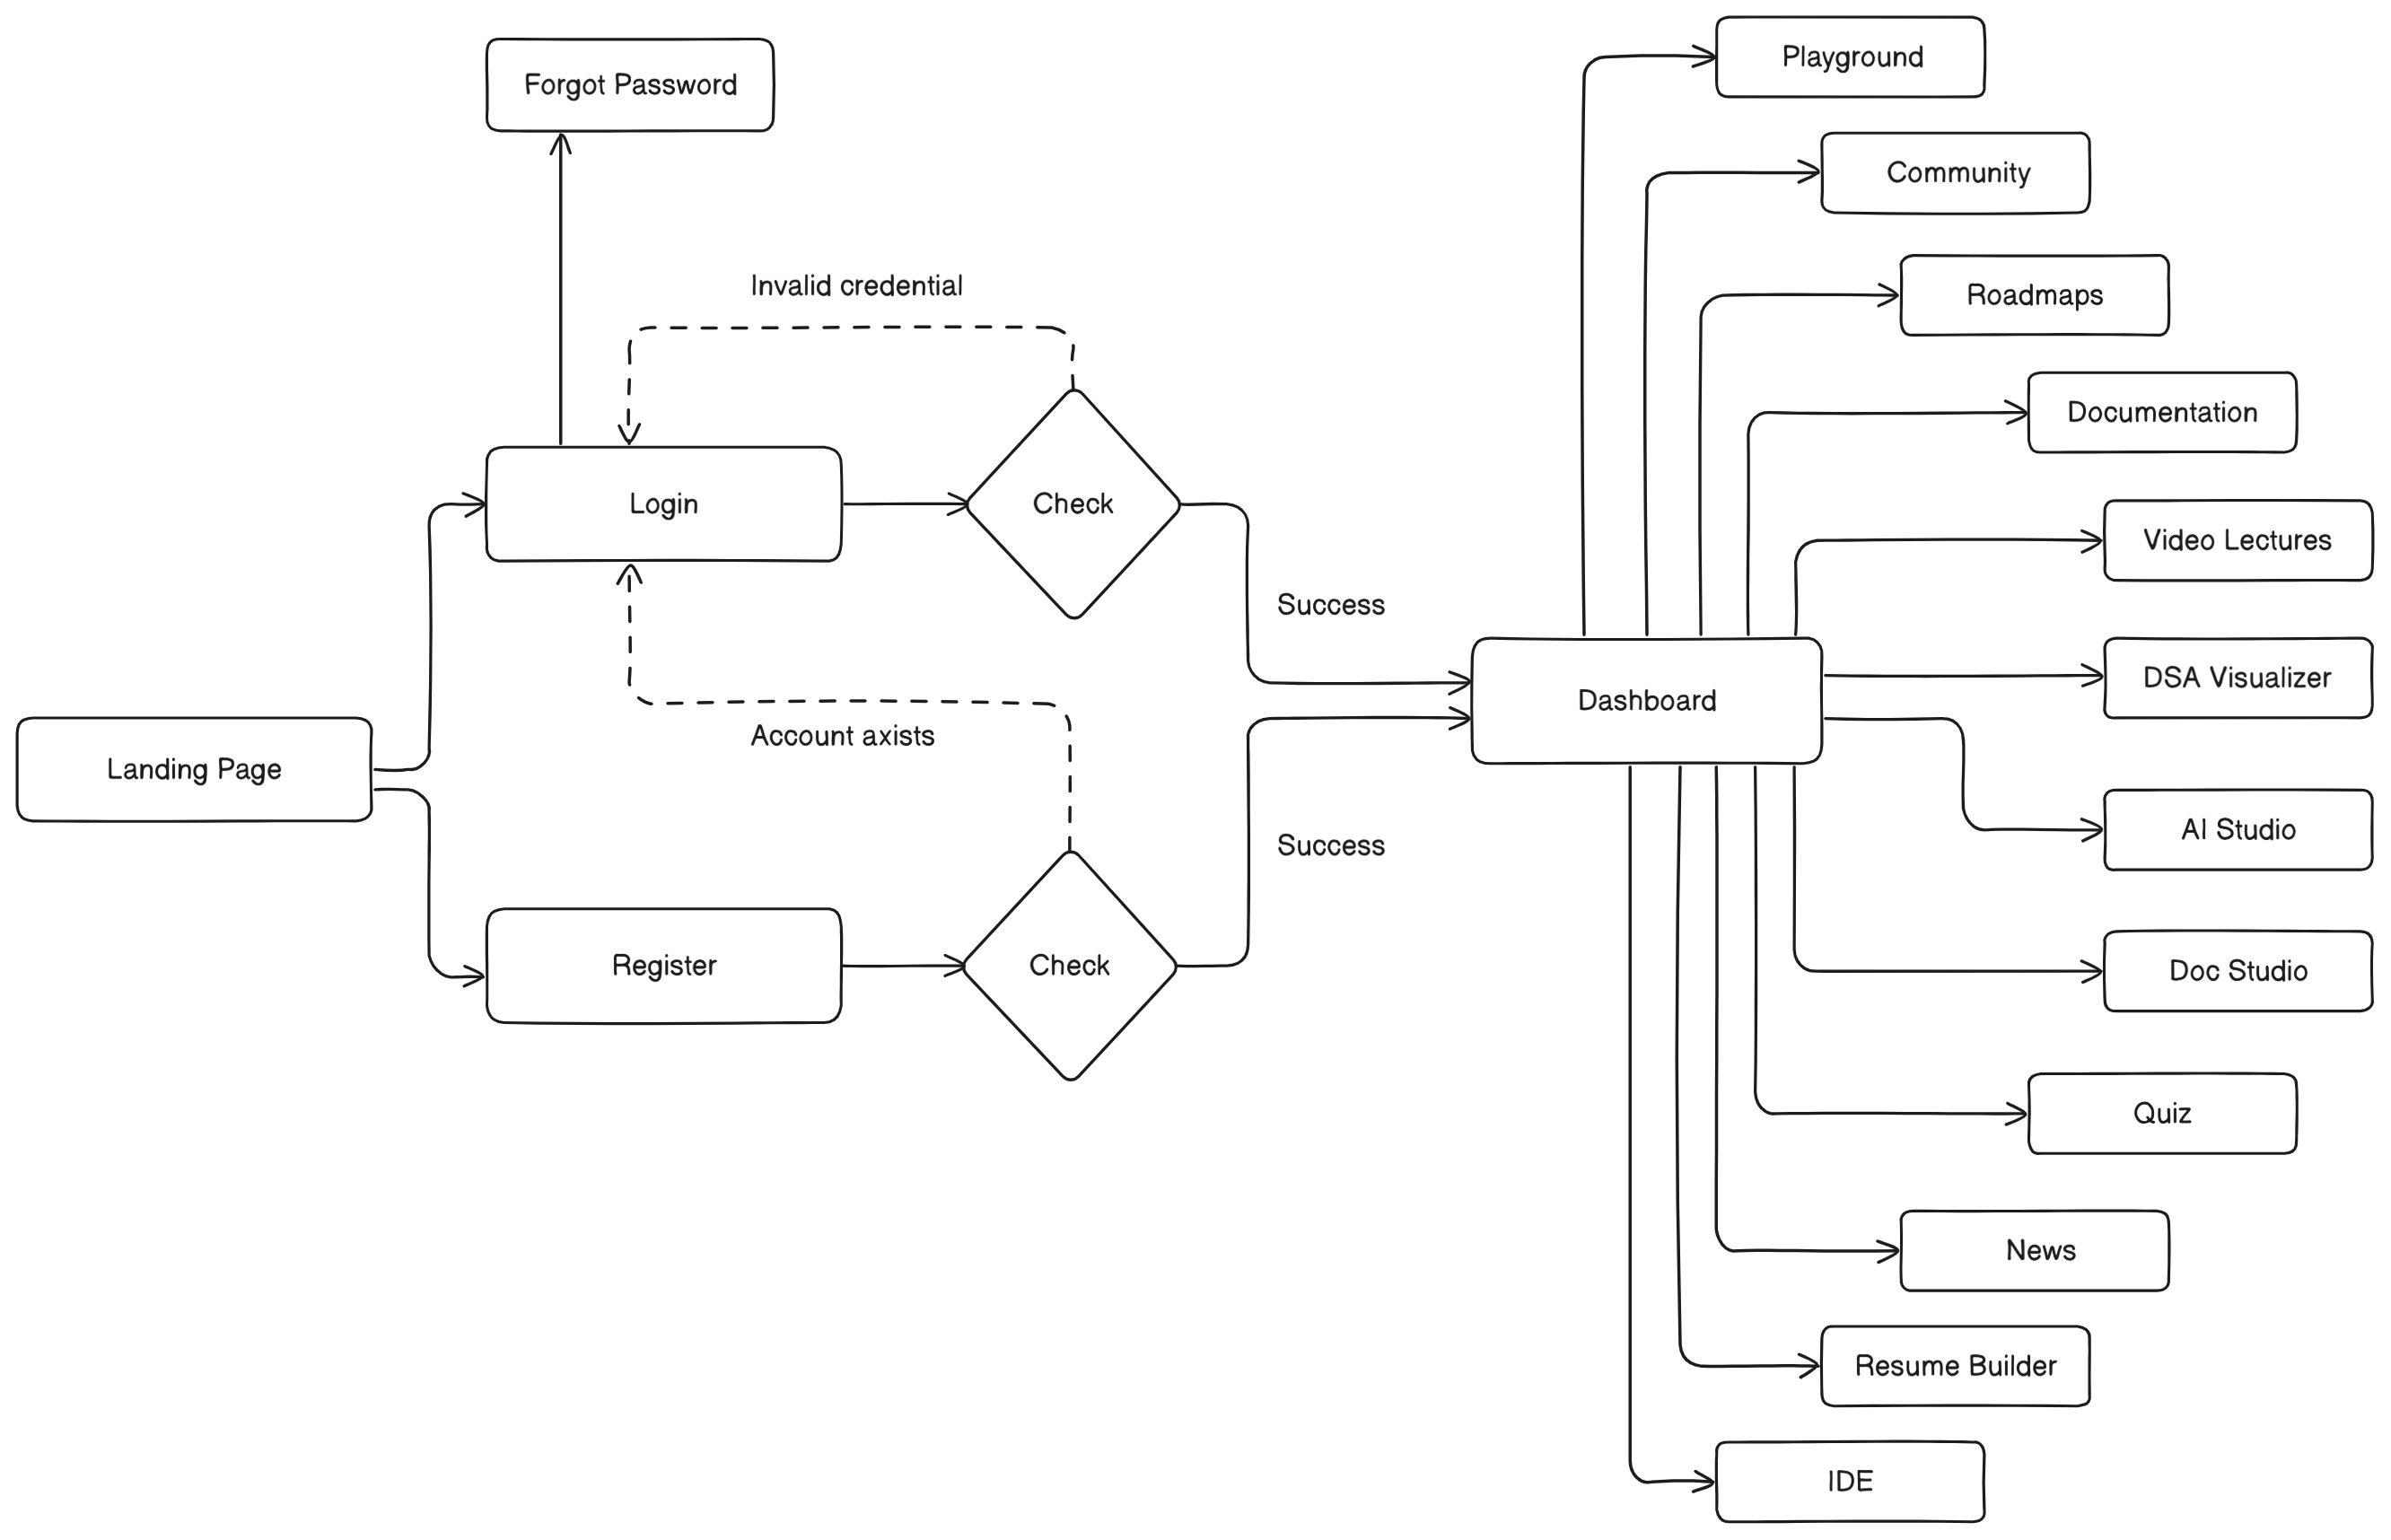 Forgot Password
Invalid credential
Login
Check
Success
Account axists
Landing Page
Register
Check
Success
Dashboard
Playground
Community
Roadmaps
Documentation
Video Lectures
DSA Visualizer
AI Studio
Doc Studio
Quiz
News
Resume Builder
IDE